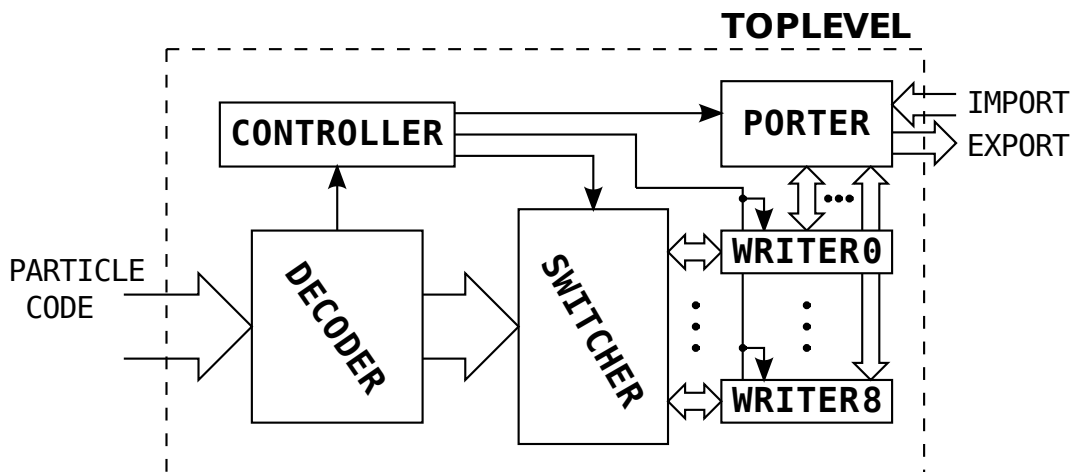 TOPLEVEL
CONTROLLER
PORTER
IMPORT
EXPORT
PARTICLE
CODE
DECODER
SWITCHER
WRITER0
WRITER8